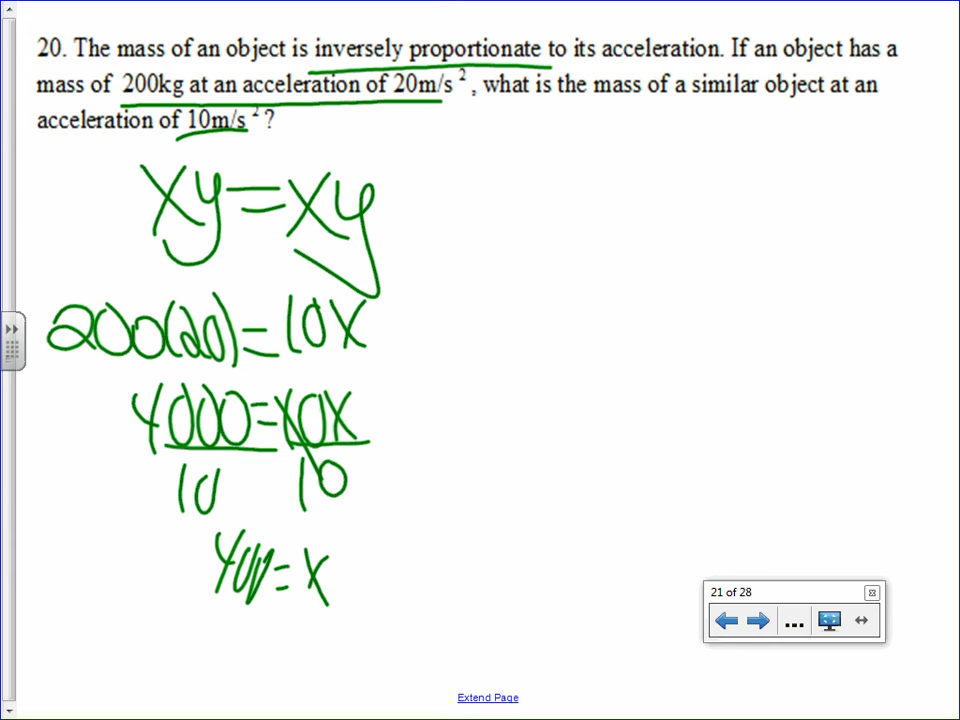 20. The mass of an object is inversely proportionate to its acceleration. If an object has a
mass of 200kg at an acceleration of 20m/s ², what is the mass of a similar object at an
acceleration of 10m/s ²?
xy=xy
200(20)=10x
4000=10x
10 10
400=x
21 of 28
...
Extend Page